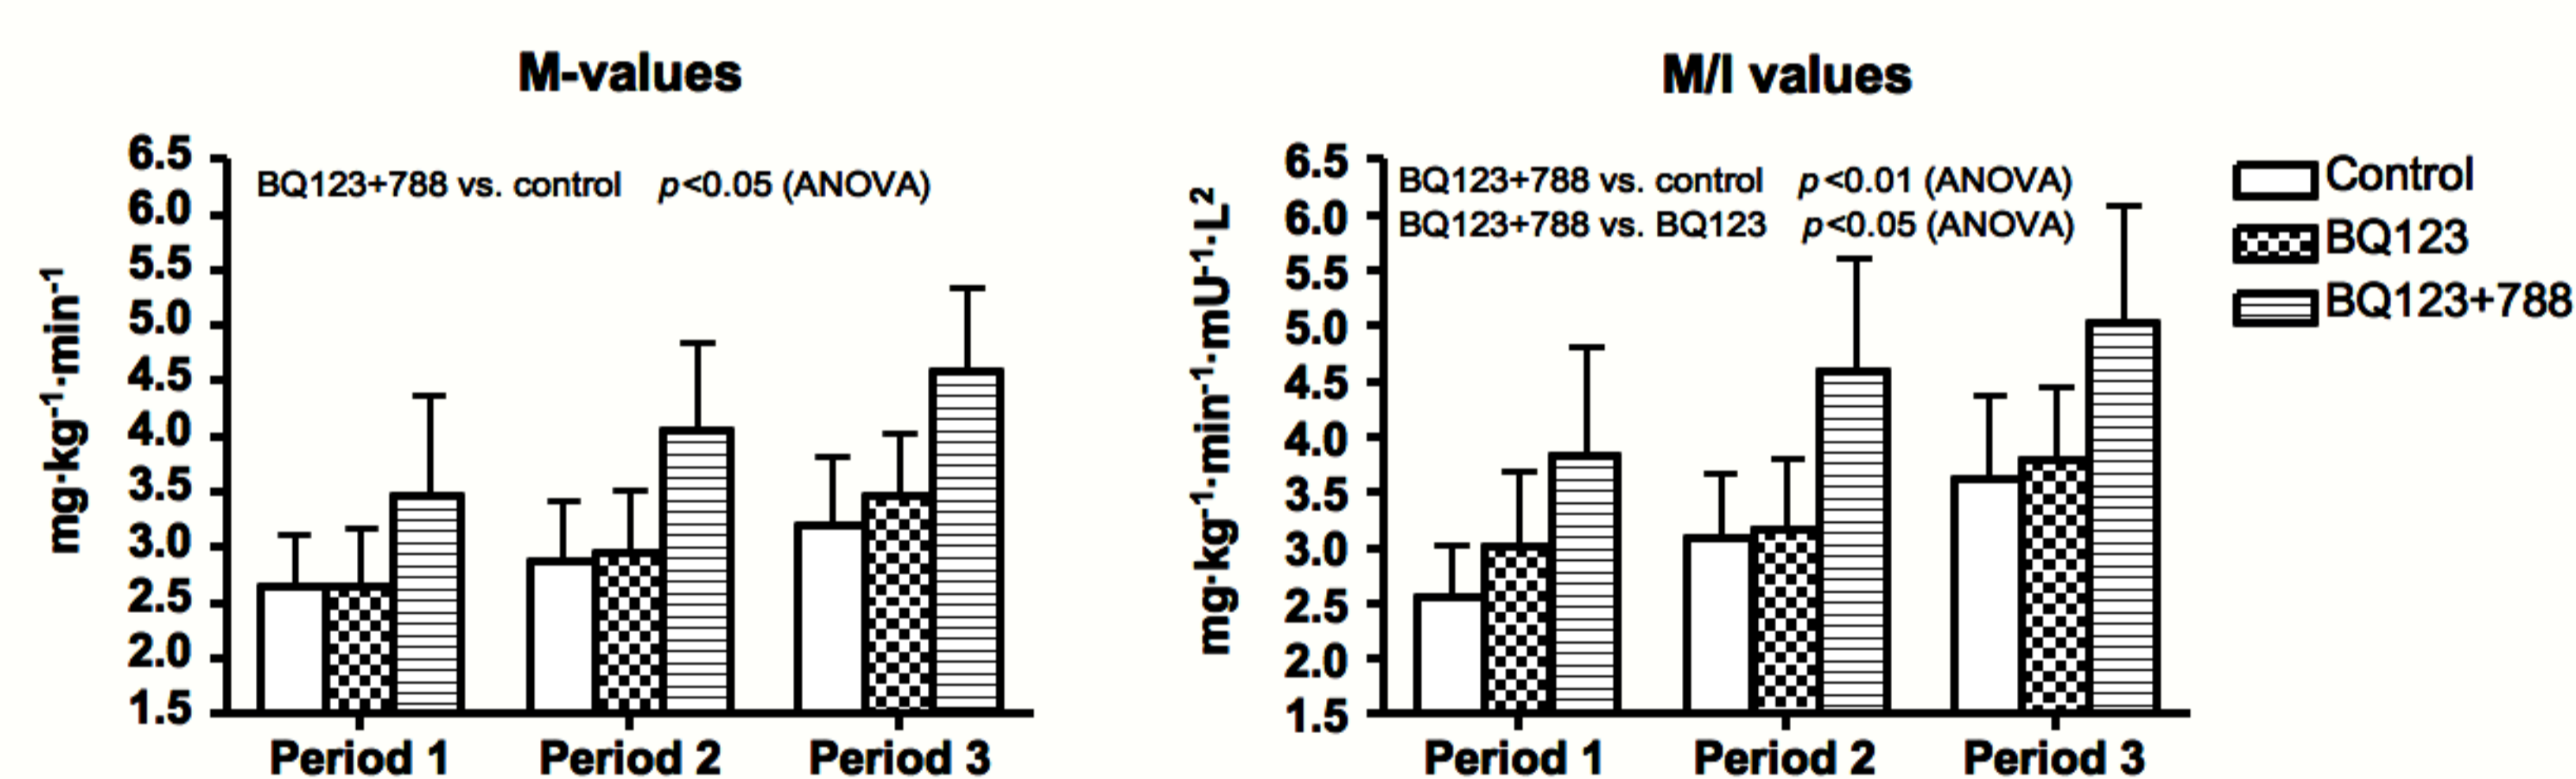 M-values
mg·kg⁻¹·min⁻¹
6.5
6.0
5.5
5.0
4.5
4.0
3.5
3.0
2.5
2.0
1.5
BQ123+788 vs. control p<0.05 (ANOVA)
Period 1 Period 2 Period 3
M/I values
mg·kg⁻¹·min⁻¹·mU⁻¹·L²
6.5
6.0
5.5
5.0
4.5
4.0
3.5
3.0
2.5
2.0
1.5
BQ123+788 vs. control p<0.01 (ANOVA)
BQ123+788 vs. BQ123 p<0.05 (ANOVA)
Period 1 Period 2 Period 3
Control
BQ123
BQ123+788